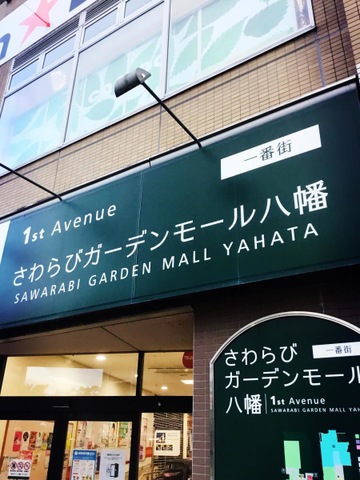 一番街
1st Avenue
さわらびガーデンモール八幡
SAWARABI GARDEN MALL YAHATA
一番街
さわらび
ガーデンモール
八幡
1st Avenue
SAWARABI GARDEN MALL YAHATA